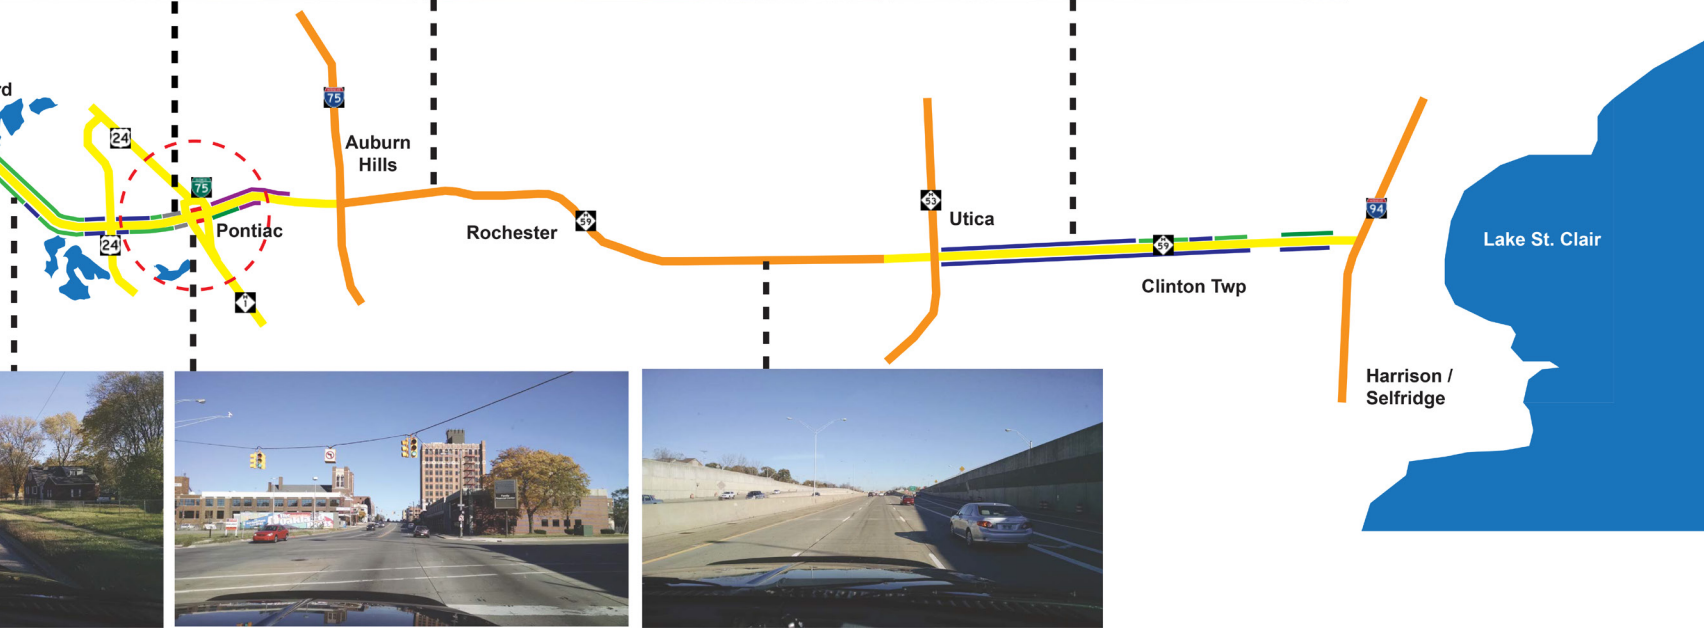 rd
24
75
Auburn
Hills
75
Pontiac
24
M
1
Rochester
M
59
M
53
Utica
M
59
Clinton Twp
94
Lake St. Clair
Harrison /
Selfridge